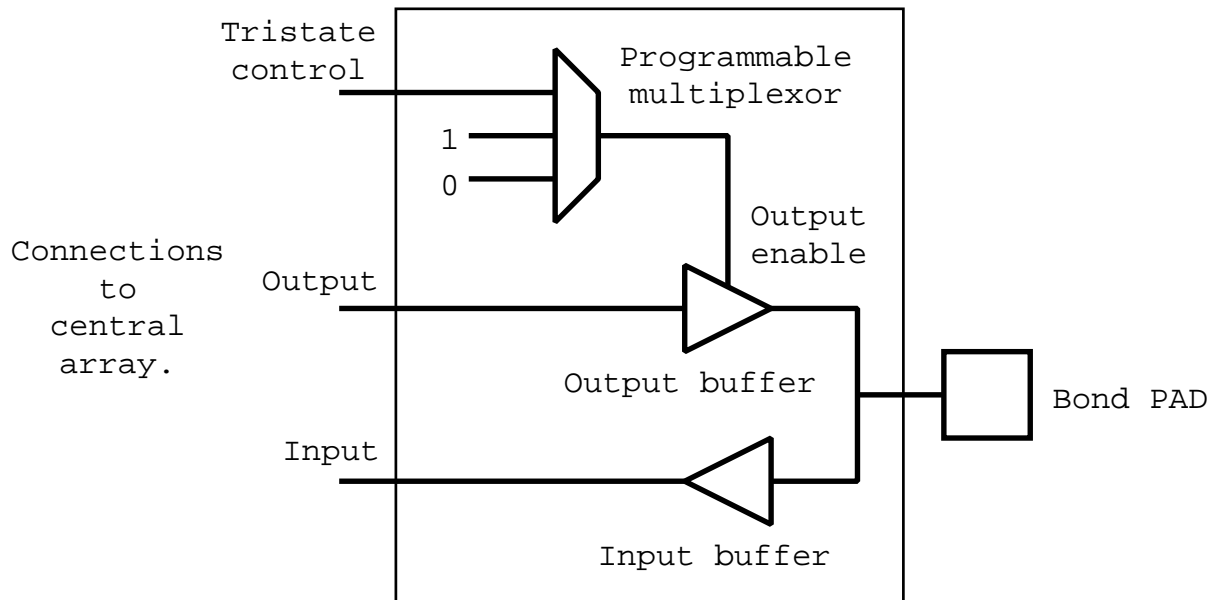 Tristate
control
Programmable
multiplexor
1
0
Output
enable
Connections
to
central
array.
Output
Output buffer
Bond PAD
Input
Input buffer